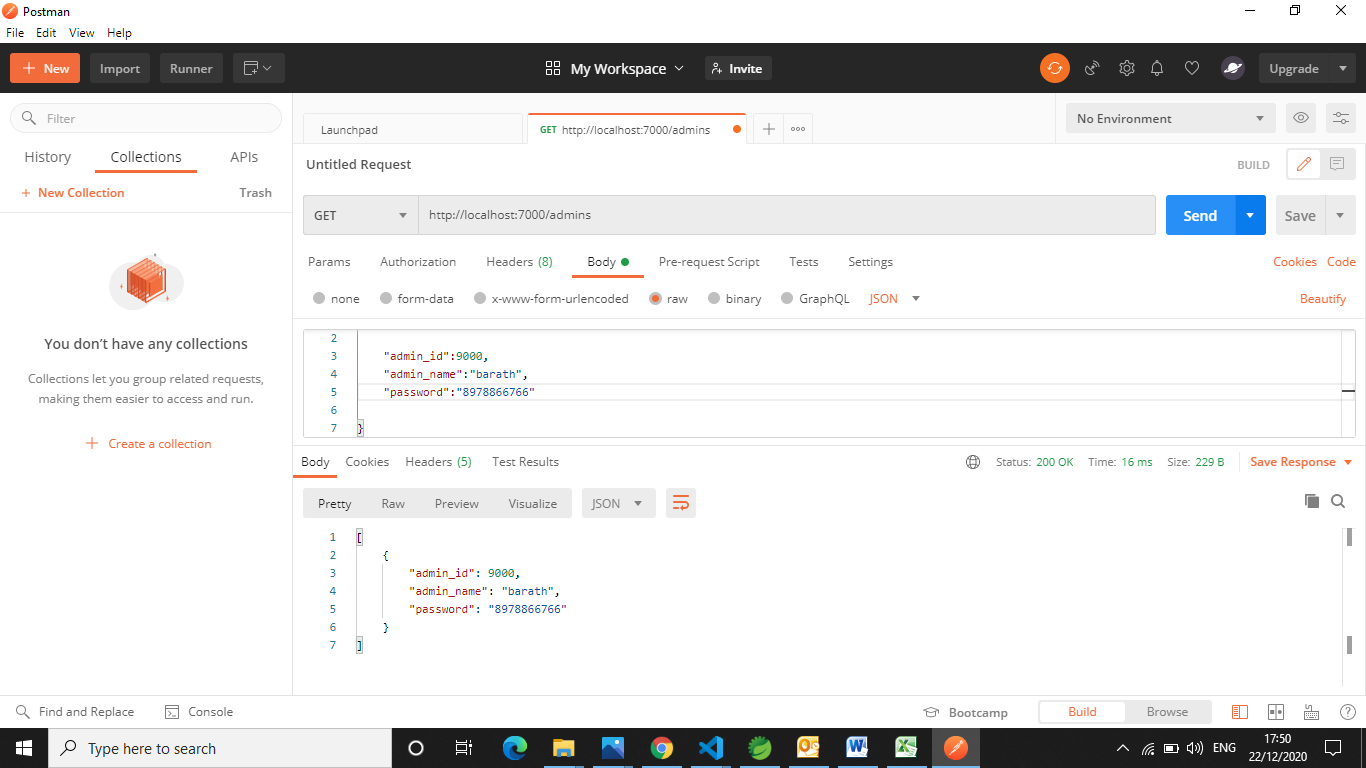 Postman
File Edit View Help
+ New Import Runner My Workspace Invite Upgrade
Filter
History Collections APIs
+ New Collection Trash
You don't have any collections
Collections let you group related requests,
making them easier to access and run.
+ Create a collection
Launchpad GET http://localhost:7000/admins + ooo No Environment
Untitled Request BUILD
GET http://localhost:7000/admins Send Save
Params Authorization Headers (8) Body Pre-request Script Tests Settings Cookies Code
none form-data x-www-form-urlencoded raw binary GraphQL JSON Beautify
2
3 "admin_id":9000,
4 "admin_name":"barath",
5 "password":"8978866766"
6
7 }
Body Cookies Headers (5) Test Results Status: 200 OK Time: 16 ms Size: 229 B Save Response
Pretty Raw Preview Visualize JSON
1 [
2 {
3 "admin_id": 9000,
4 "admin_name": "barath",
5 "password": "8978866766"
6 }
7 ]
Find and Replace Console Bootcamp Build Browse ?
Type here to search ENG 17:50
22/12/2020